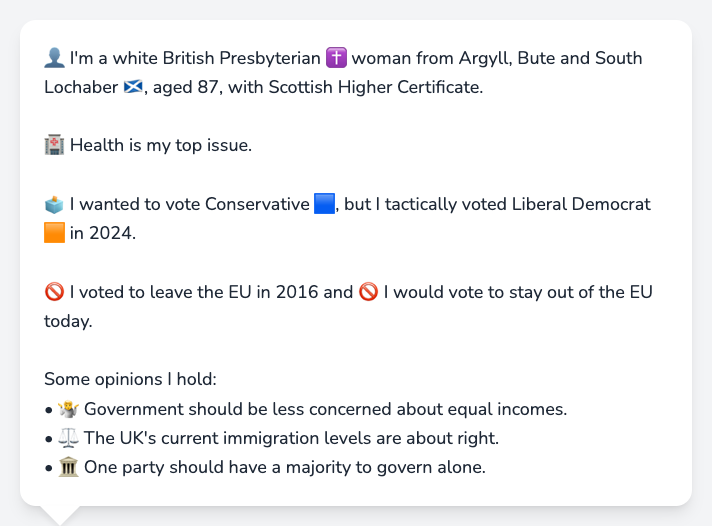 👤 I'm a white British Presbyterian ✝️ woman from Argyll, Bute and South
Lochaber 🏴󠁧󠁢󠁳󠁣󠁴󠁿, aged 87, with Scottish Higher Certificate.
🏥 Health is my top issue.
🗳️ I wanted to vote Conservative 🟦, but I tactically voted Liberal Democrat
🟧 in 2024.
🚫 I voted to leave the EU in 2016 and 🚫 I would vote to stay out of the EU
today.
Some opinions I hold:
• 🤷 Government should be less concerned about equal incomes.
• ⚖️ The UK's current immigration levels are about right.
• 🏛️ One party should have a majority to govern alone.